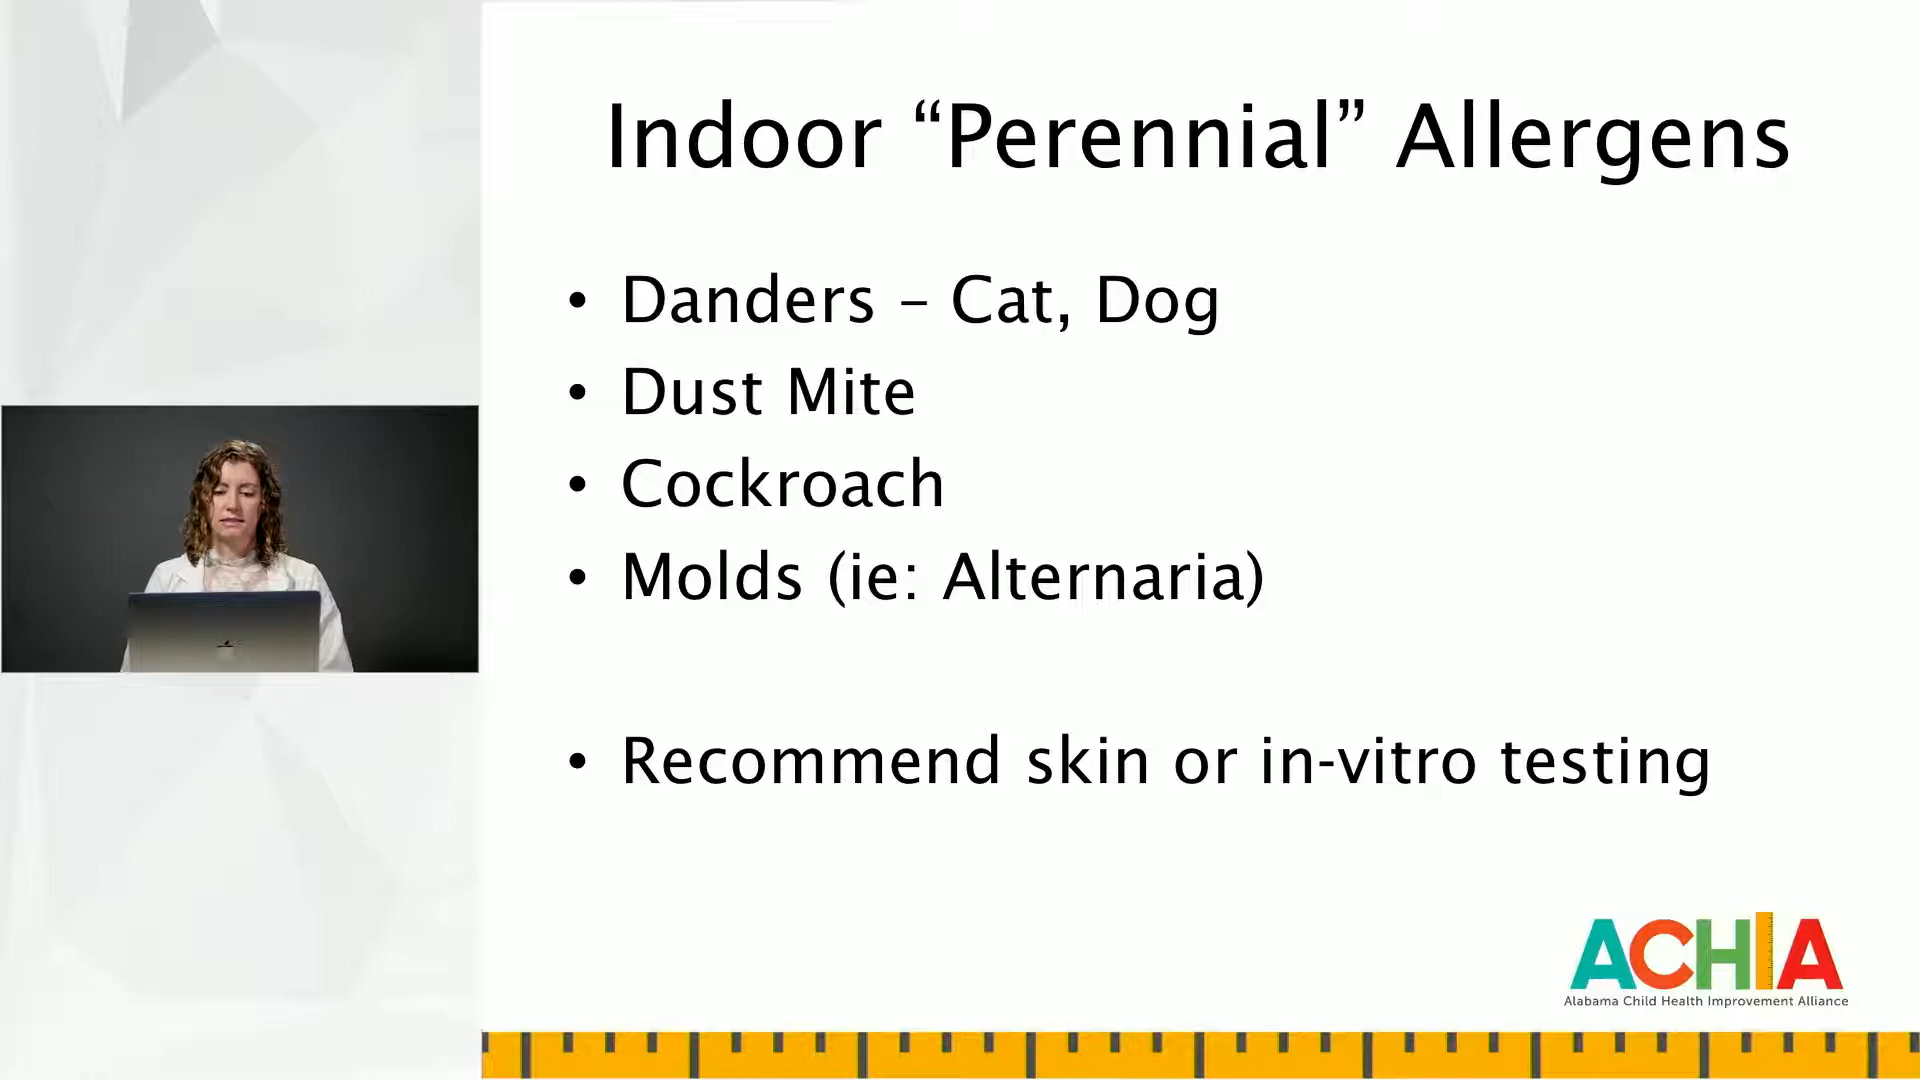 Indoor “Perennial” Allergens
• Danders – Cat, Dog
• Dust Mite
• Cockroach
• Molds (ie: Alternaria)
• Recommend skin or in-vitro testing
ACHIA
Alabama Child Health Improvement Alliance